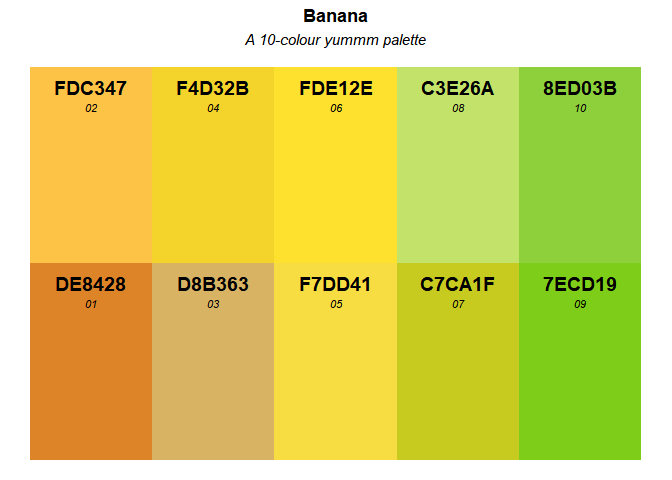 Banana
A 10-colour yummm palette
FDC347 F4D32B FDE12E C3E26A 8ED03B
02 04 06 08 10
DE8428 D8B363 F7DD41 C7CA1F 7ECD19
01 03 05 07 09